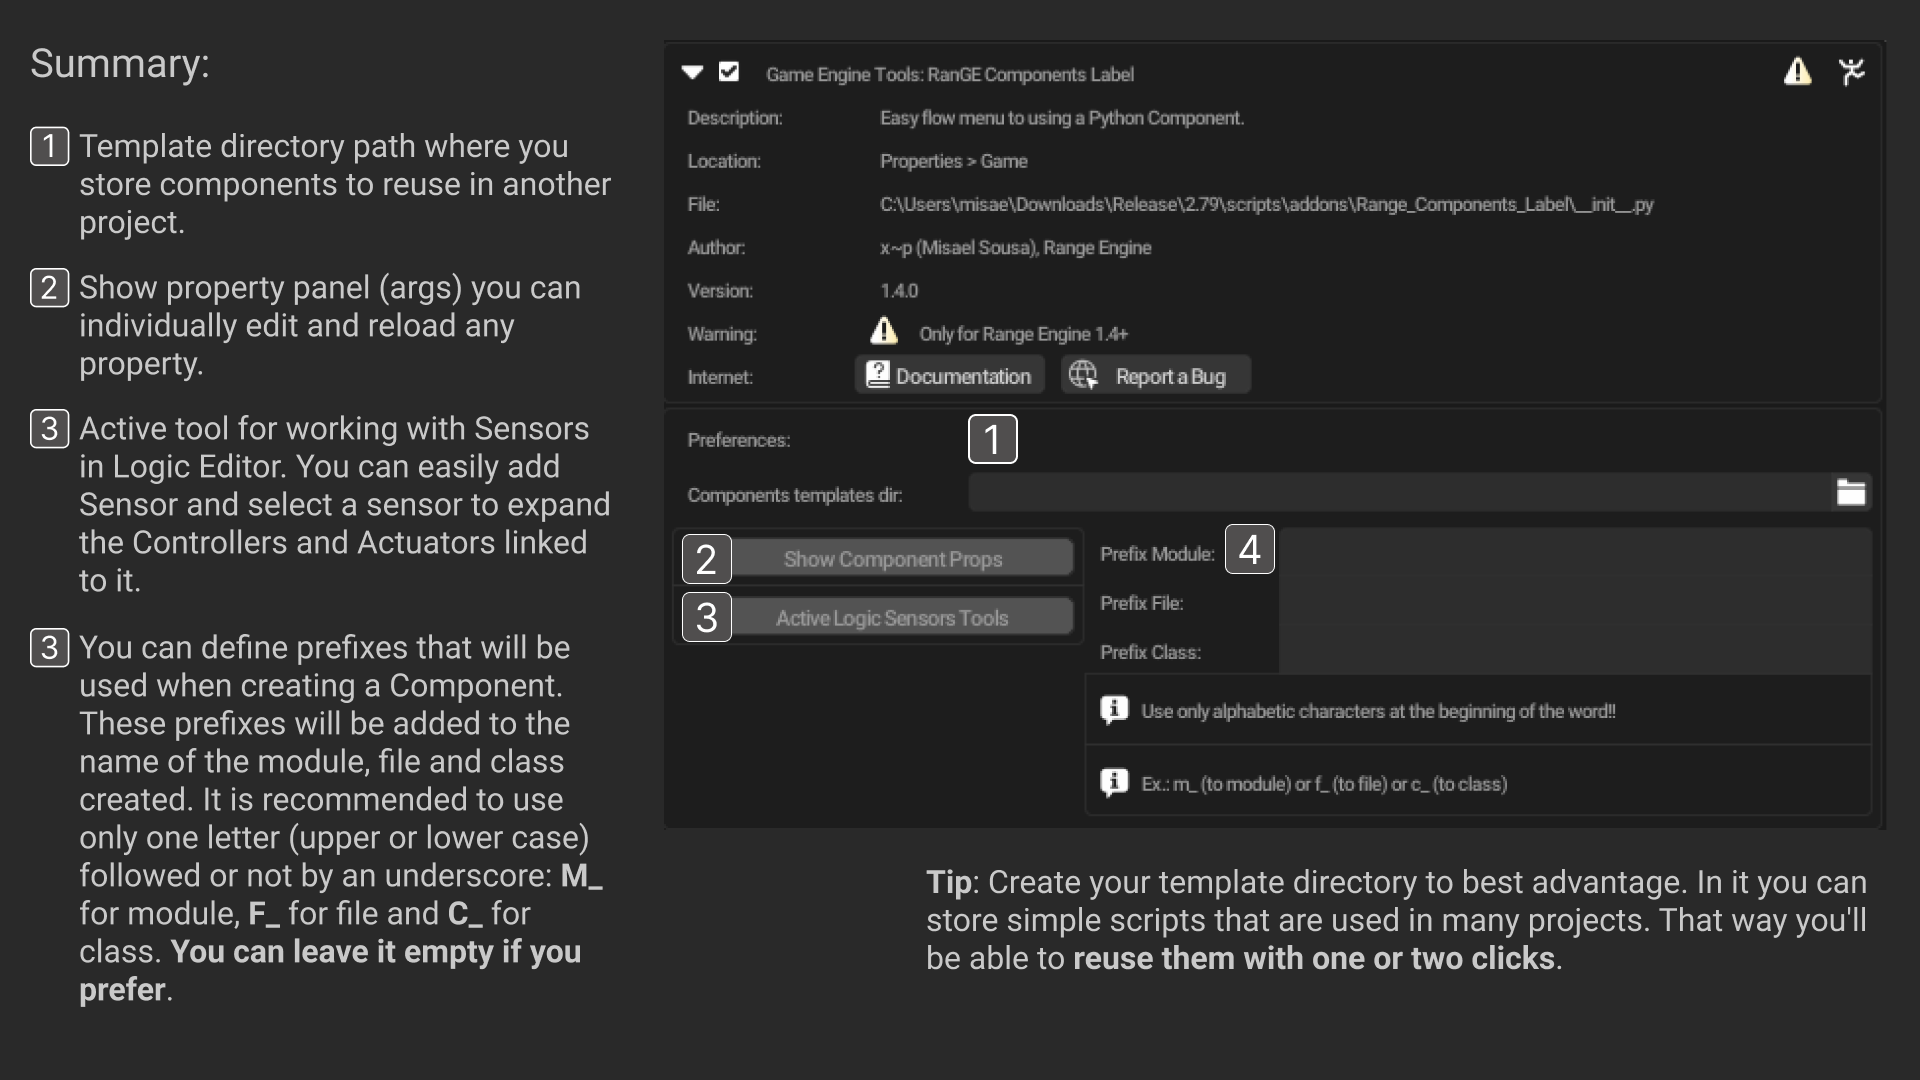 Summary:
1 Template directory path where you
store components to reuse in another
project.
2 Show property panel (args) you can
individually edit and reload any
property.
3 Active tool for working with Sensors
in Logic Editor. You can easily add
Sensor and select a sensor to expand
the Controllers and Actuators linked
to it.
3 You can define prefixes that will be
used when creating a Component.
These prefixes will be added to the
name of the module, file and class
created. It is recommended to use
only one letter (upper or lower case)
followed or not by an underscore: M_
for module, F_ for file and C_ for
class. You can leave it empty if you
prefer.
Game Engine Tools: RanGE Components Label
Description: Easy flow menu to using a Python Component.
Location: Properties > Game
File: C:\Users\misae\Downloads\Release\2.79\scripts\addons\Range_Components_Label\__init__.py
Author: x~p (Misael Sousa), Range Engine
Version: 1.4.0
Warning: Only for Range Engine 1.4+
Internet: Documentation Report a Bug
Preferences: 1
Components templates dir:
2 Show Component Props
3 Active Logic Sensors Tools
Prefix Module: 4
Prefix File:
Prefix Class:
Use only alphabetic characters at the beginning of the word!!
Ex.: m_ (to module) or f_ (to file) or c_ (to class)
Tip: Create your template directory to best advantage. In it you can
store simple scripts that are used in many projects. That way you'll
be able to reuse them with one or two clicks.